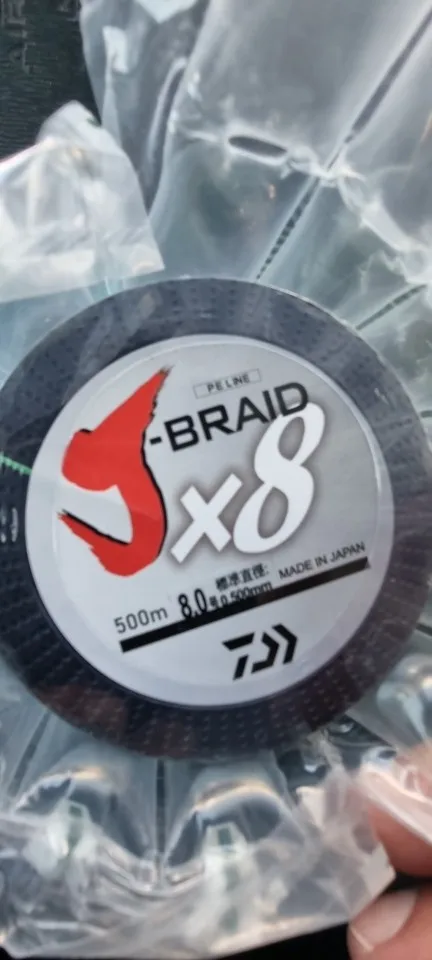 PE LINE
J-BRAID
x8
500m 8.0号 標準直径: 0.500mm MADE IN JAPAN